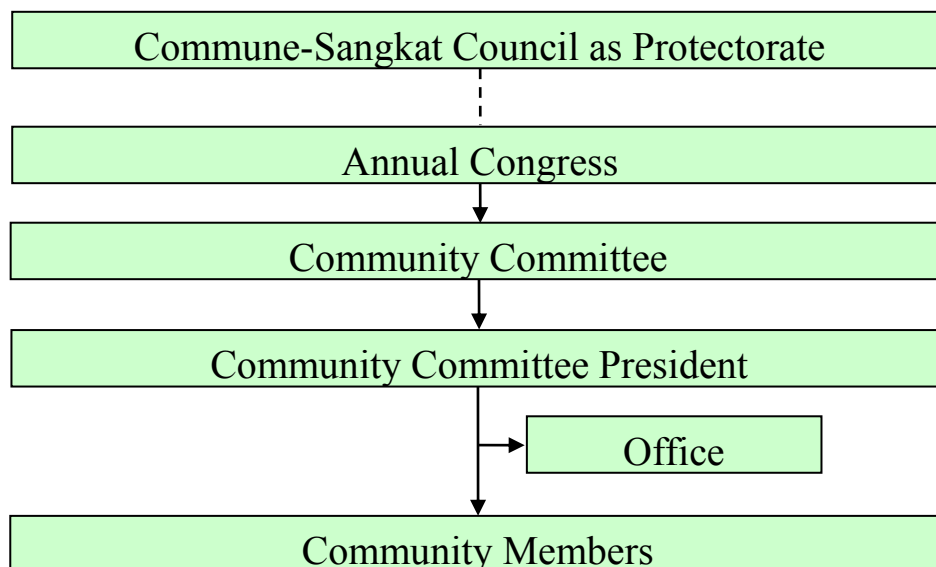 Commune-Sangkat Council as Protectorate
Annual Congress
Community Committee
Community Committee President
Office
Community Members